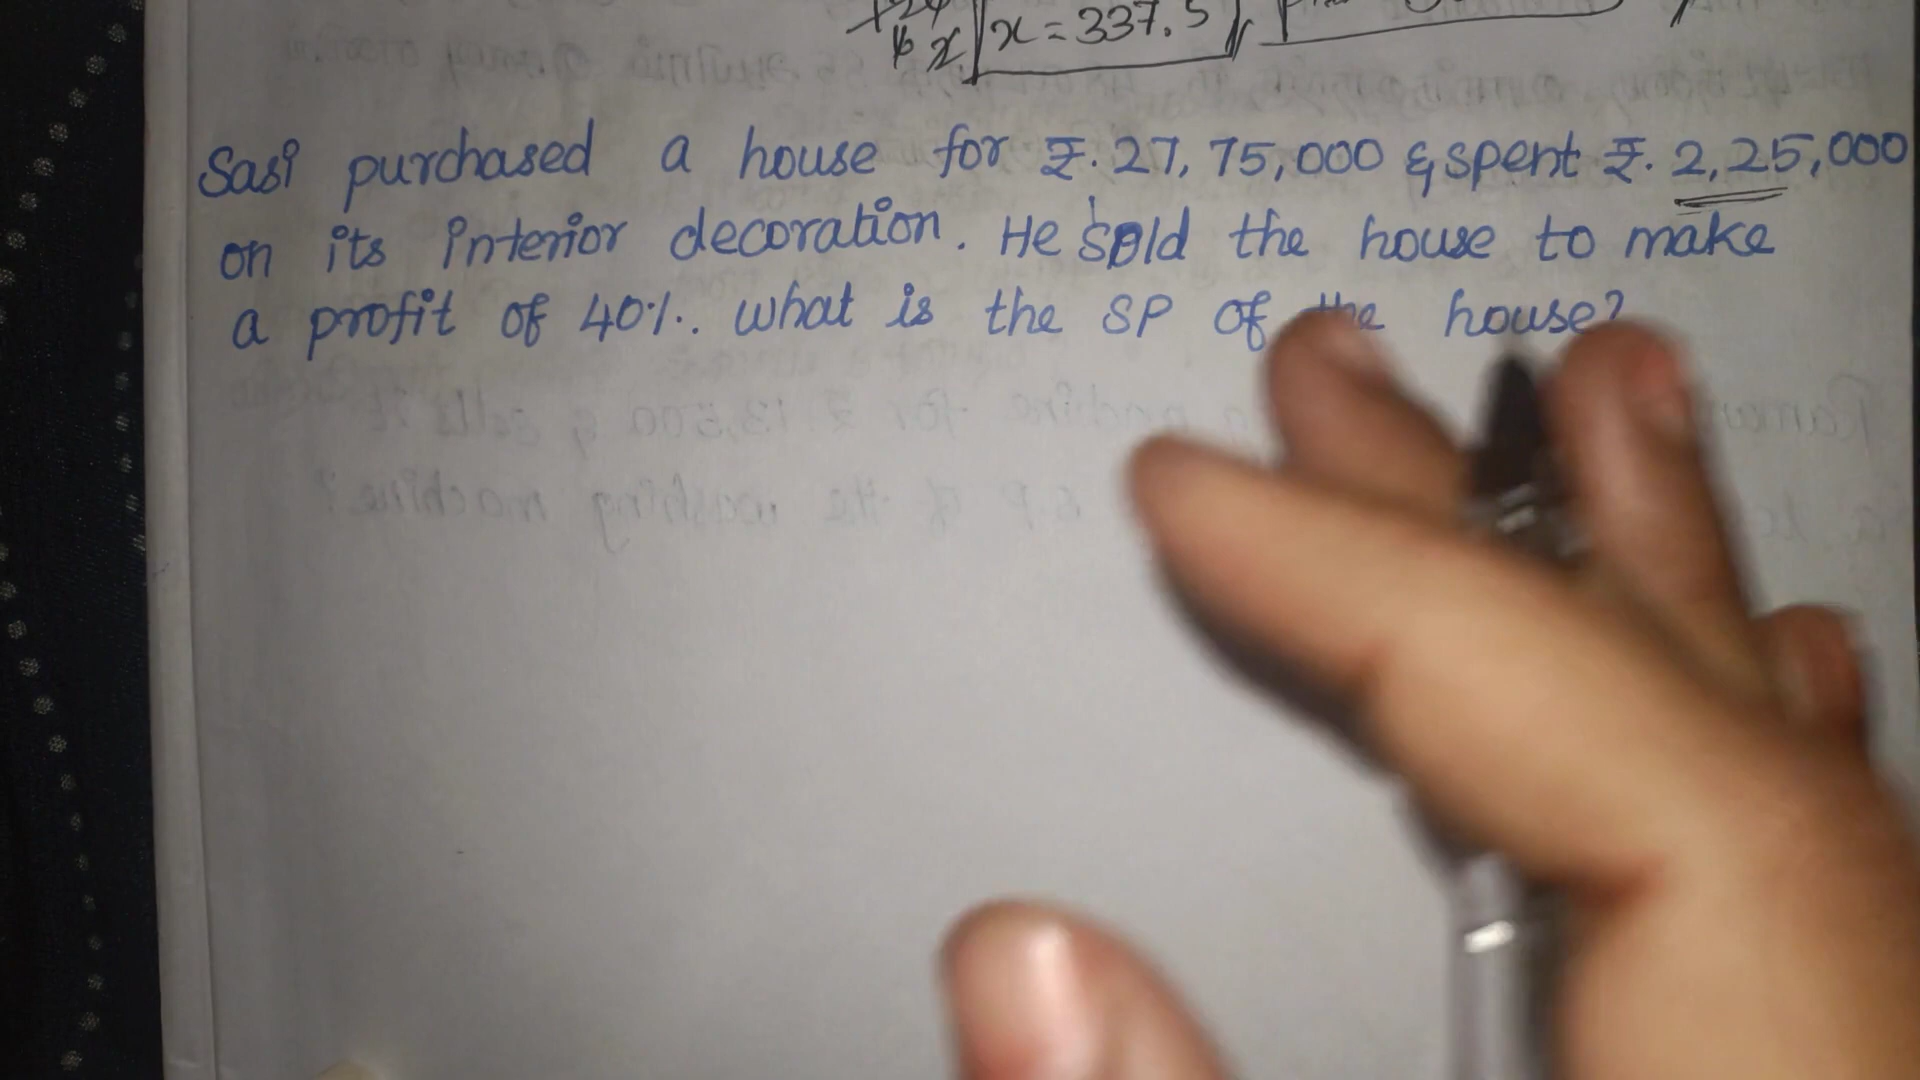 x = 337.5
Sasi purchased a house for ₹. 27,75,000 & spent ₹. 2,25,000
on its interior decoration. He sold the house to make
a profit of 40%. what is the SP of the house?